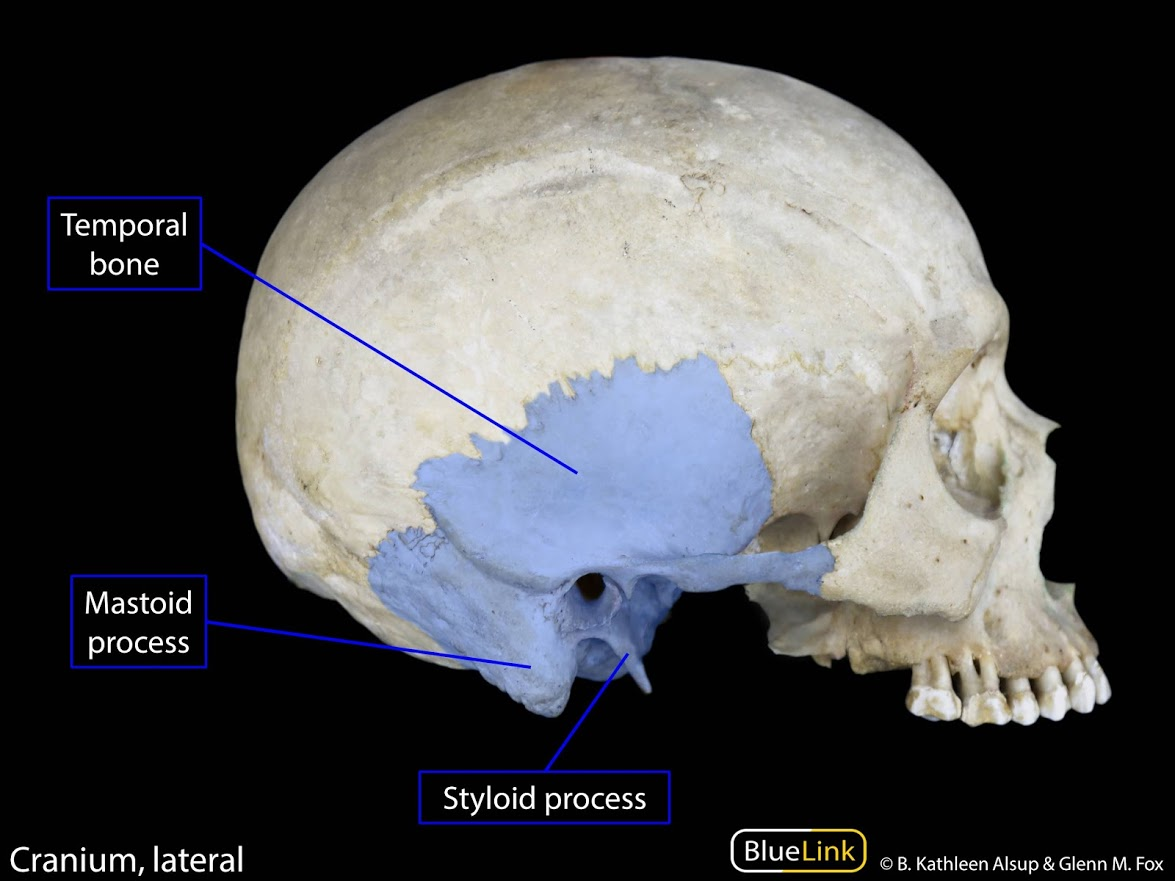 Temporal
bone
Mastoid
process
Styloid process
Cranium, lateral
BlueLink
© B. Kathleen Alsup & Glenn M. Fox